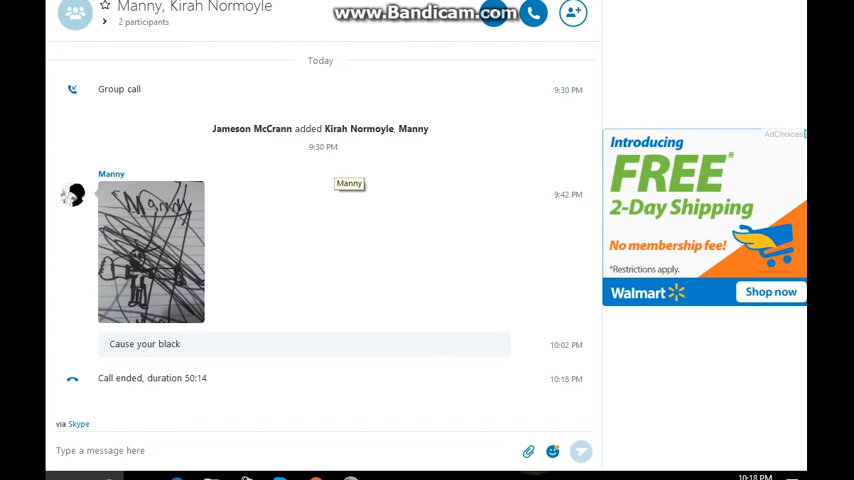 www.Bandicam.com
Manny, Kirah Normoyle
2 participants
Today
Group call
9:30 PM
Jameson McCrann added Kirah Normoyle, Manny
9:30 PM
Manny
Manny
9:42 PM
Manny
Cause your black
10:02 PM
Call ended, duration 50:14
10:18 PM
via Skype
Type a message here
AdChoices
Introducing
FREE*
2-Day Shipping
No membership fee!
*Restrictions apply.
Walmart
Shop now
10:18 PM